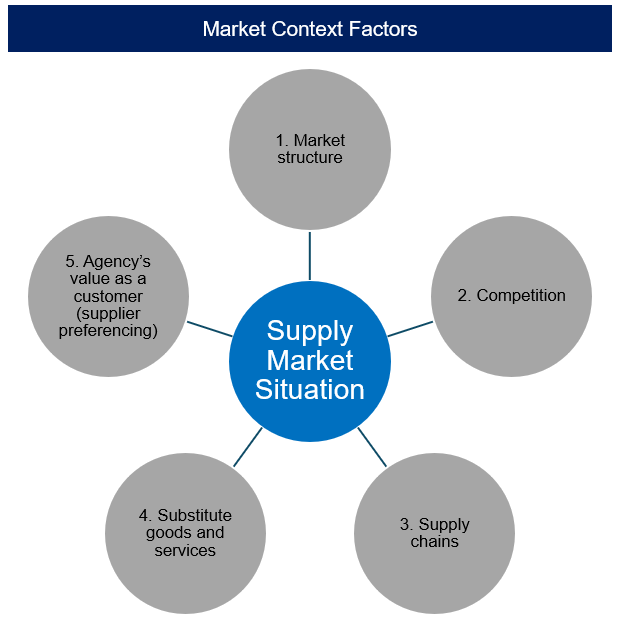 Market Context Factors
1. Market
structure
2. Competition
3. Supply
chains
4. Substitute
goods and
services
5. Agency’s
value as a
customer
(supplier
preferencing)
Supply
Market
Situation